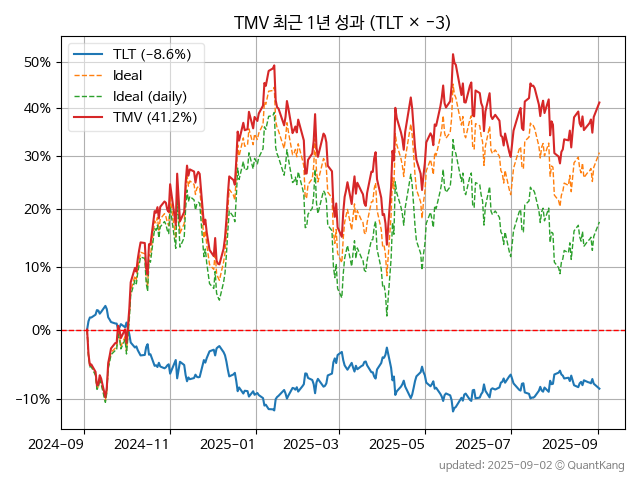 TMV 최근 1년 성과 (TLT × −3)
TLT (−8.6%)
Ideal
Ideal (daily)
TMV (41.2%)
50%
40%
30%
20%
10%
0%
−10%
2024-09 2024-11 2025-01 2025-03 2025-05 2025-07 2025-09
updated: 2025-09-02 © QuantKang